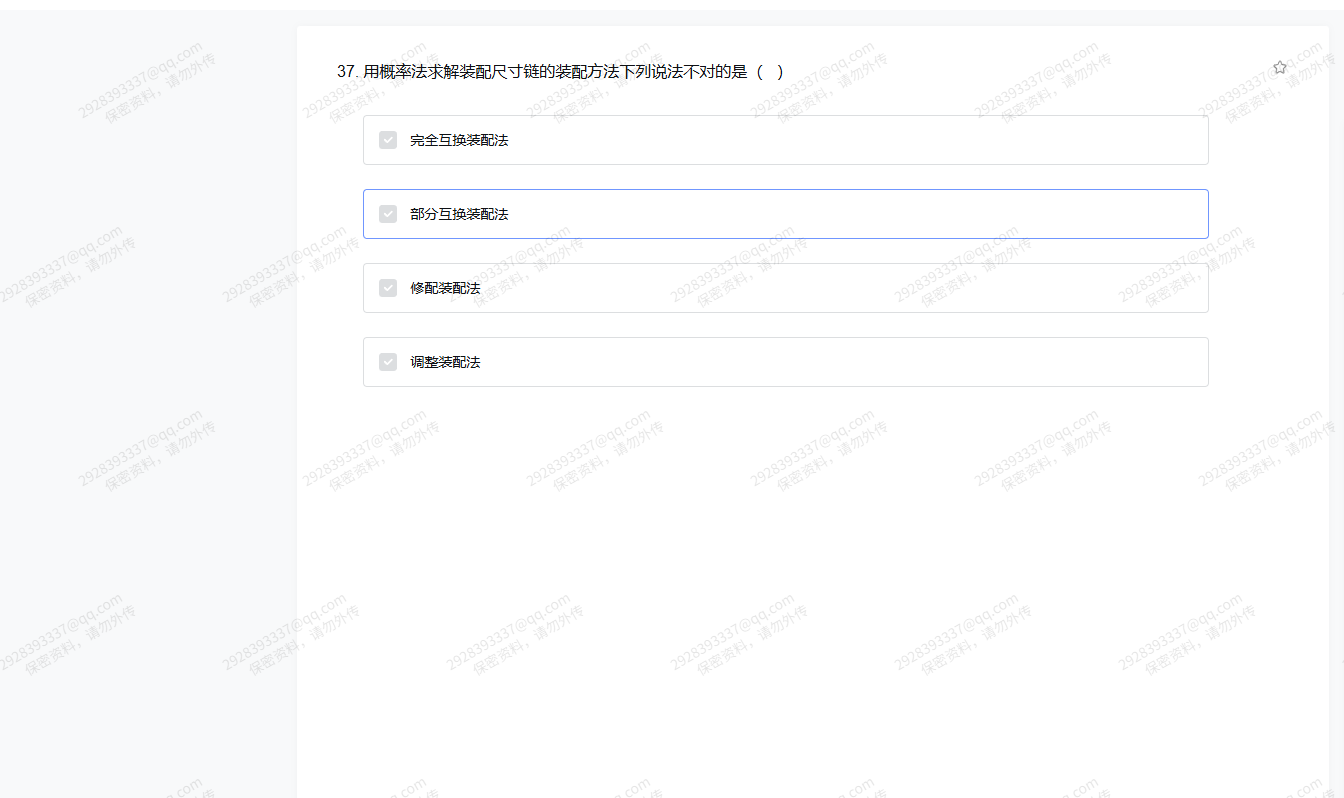 37. 用概率法求解装配尺寸链的装配方法下列说法不对的是（ ）
完全互换装配法
部分互换装配法
修配装配法
调整装配法
2928393337@qq.com
保密资料，请勿外传